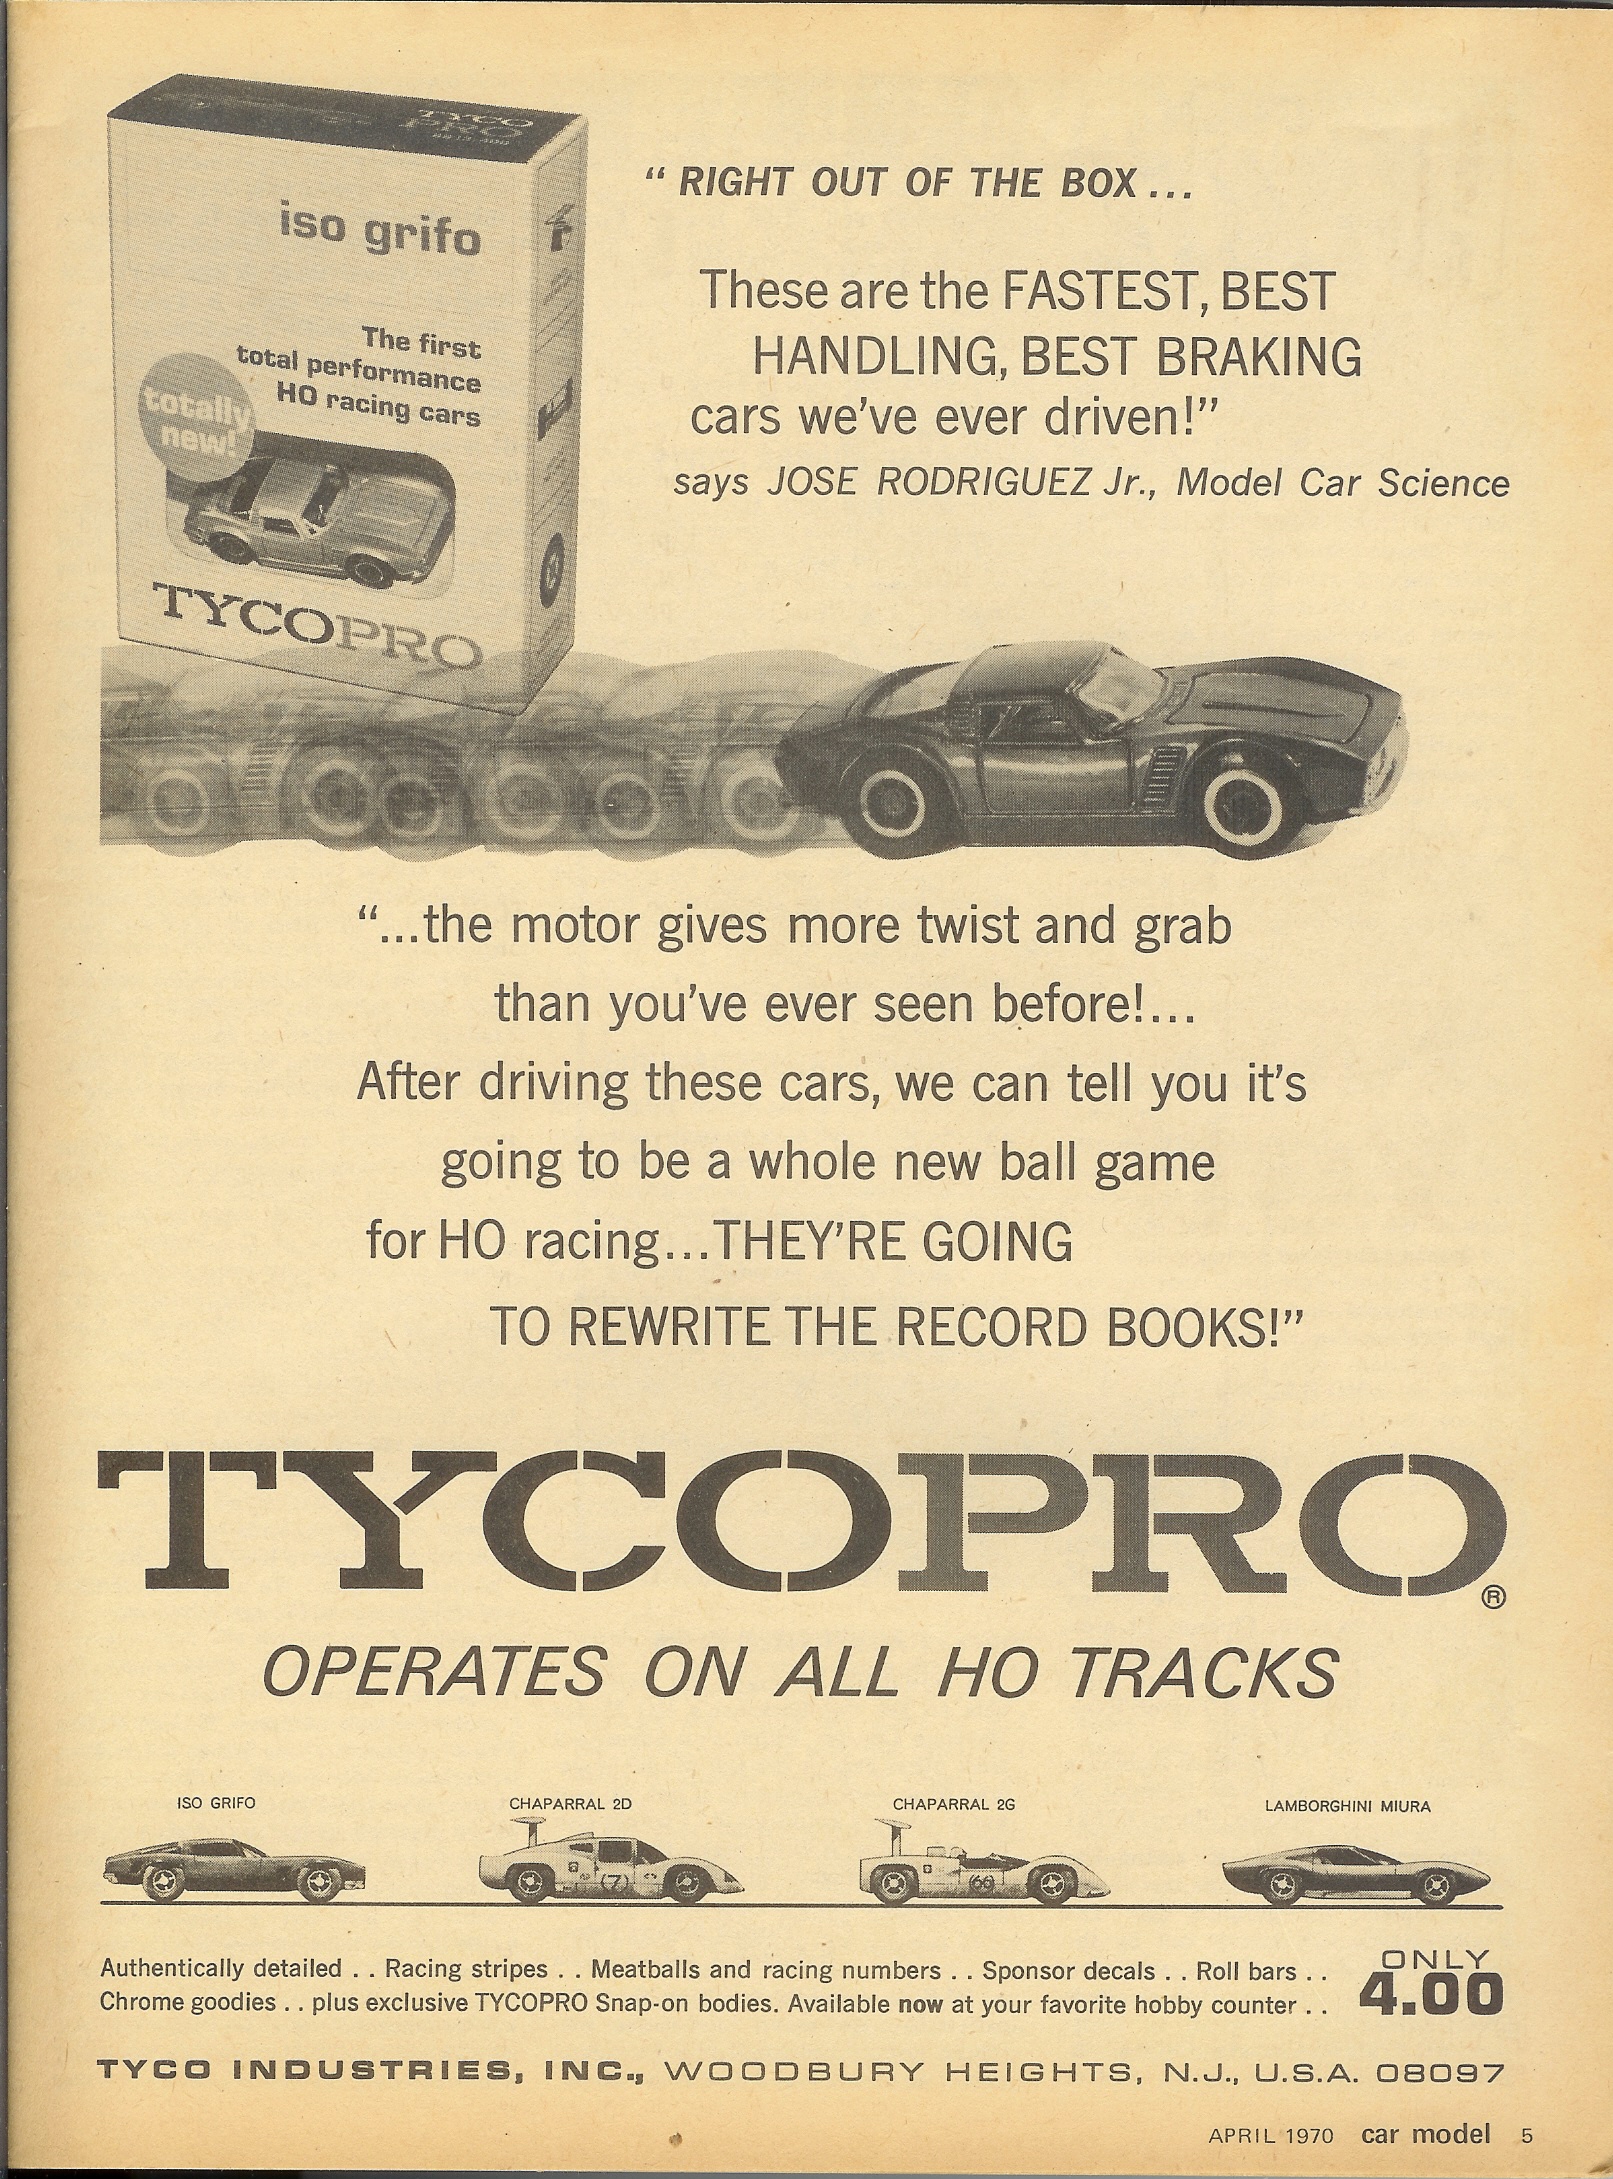 TYCO
PRO
iso grifo
The first
total performance
HO racing cars
totally
new!
TYCOPRO
“ RIGHT OUT OF THE BOX ...
These are the FASTEST, BEST
HANDLING, BEST BRAKING
cars we’ve ever driven!”
says JOSE RODRIGUEZ Jr., Model Car Science
“...the motor gives more twist and grab
than you’ve ever seen before!...
After driving these cars, we can tell you it’s
going to be a whole new ball game
for HO racing...THEY’RE GOING
TO REWRITE THE RECORD BOOKS!”
TYCOPRO®
OPERATES ON ALL HO TRACKS
ISO GRIFO
CHAPARRAL 2D
CHAPARRAL 2G
LAMBORGHINI MIURA
(7)
66
Authentically detailed . . Racing stripes . . Meatballs and racing numbers . . Sponsor decals . . Roll bars . .
Chrome goodies . . plus exclusive TYCOPRO Snap-on bodies. Available now at your favorite hobby counter . .
ONLY
4.00
TYCO INDUSTRIES, INC., WOODBURY HEIGHTS, N.J., U.S.A. 08097
APRIL 1970 car model 5